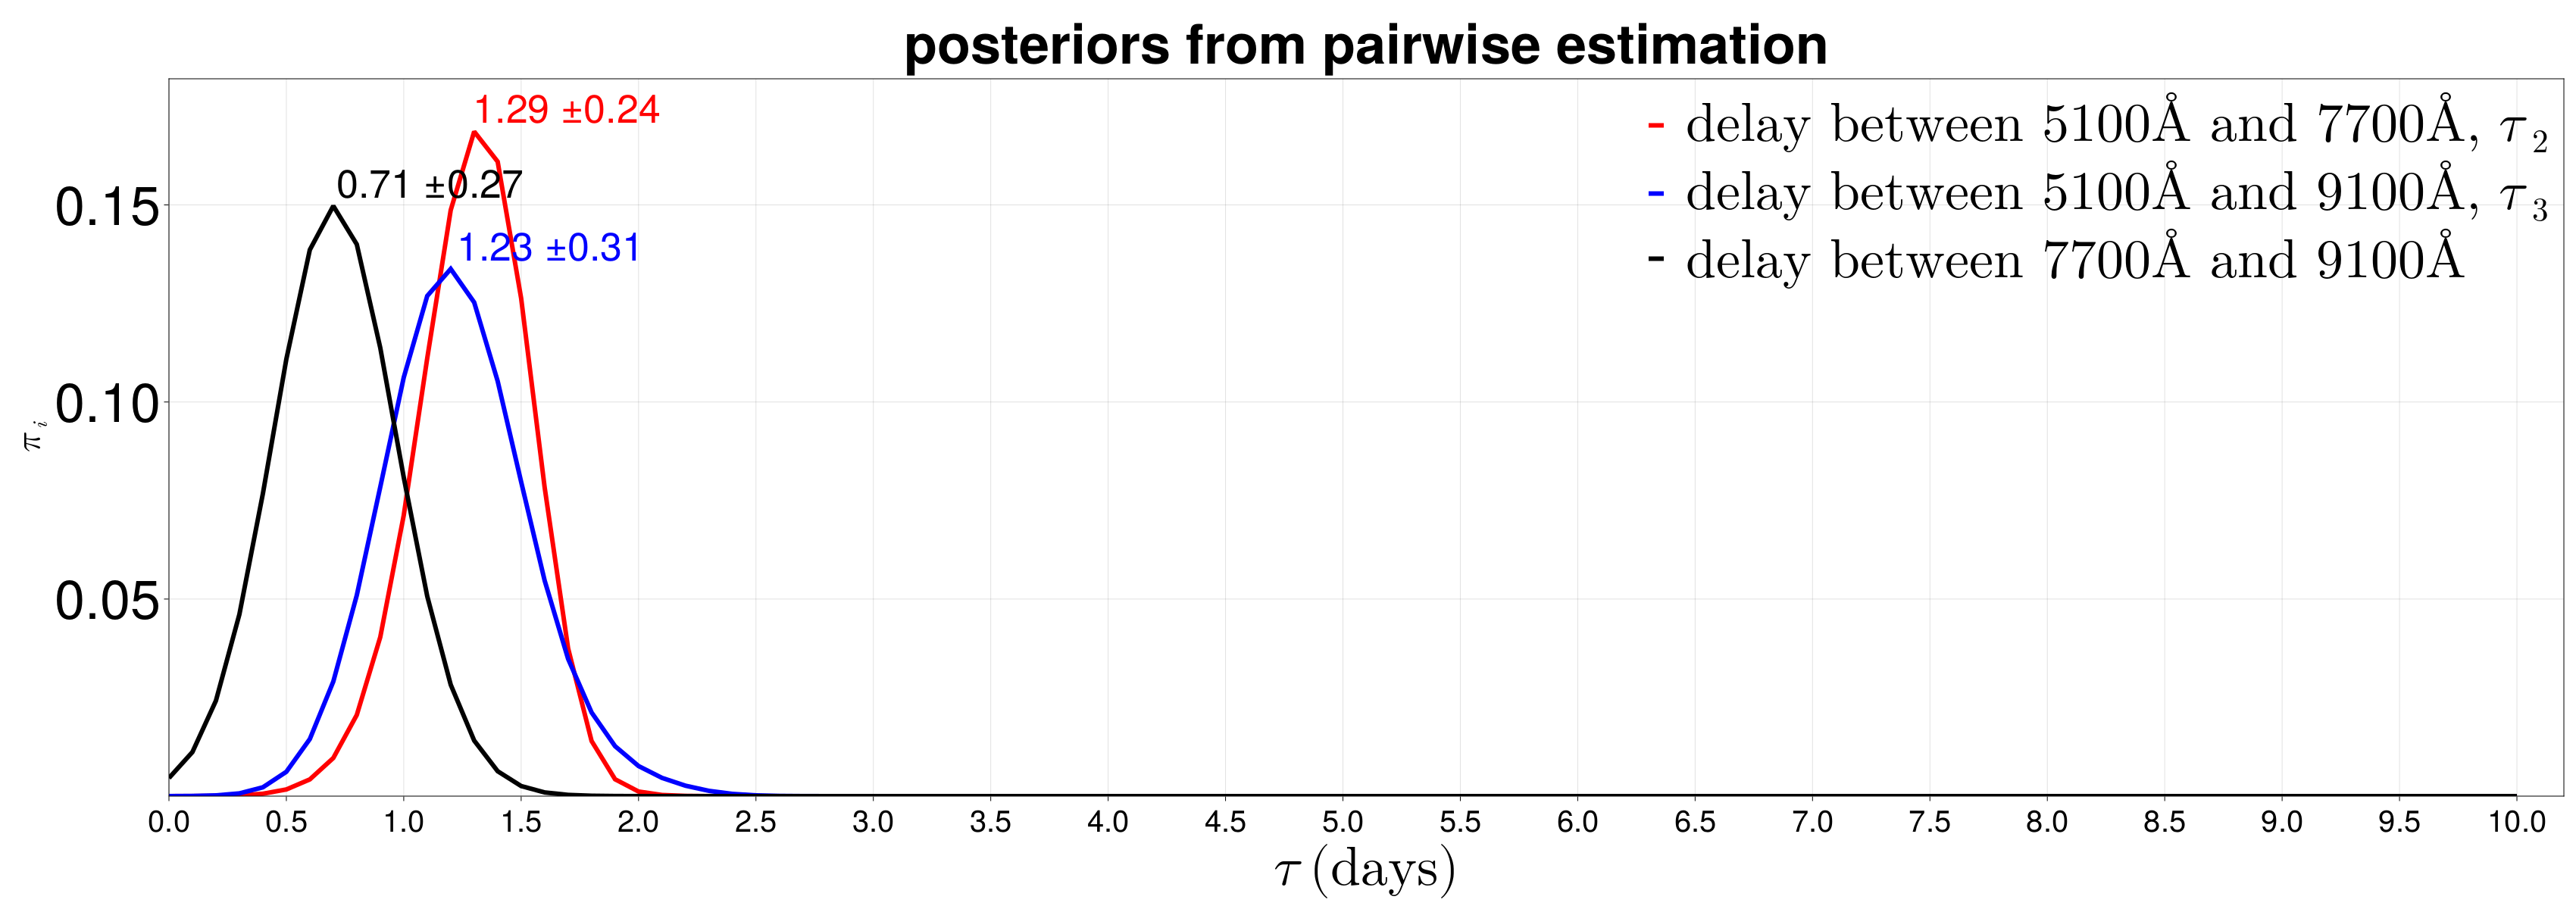 posteriors from pairwise estimation
1.29 ±0.24
delay between 5100Å and 7700Å, τ₂
0.71 ±0.27
delay between 5100Å and 9100Å, τ₃
1.23 ±0.31
delay between 7700Å and 9100Å
0.15
0.10
0.05
πᵢ
0.0 0.5 1.0 1.5 2.0 2.5 3.0 3.5 4.0 4.5 5.0 5.5 6.0 6.5 7.0 7.5 8.0 8.5 9.0 9.5 10.0
τ (days)